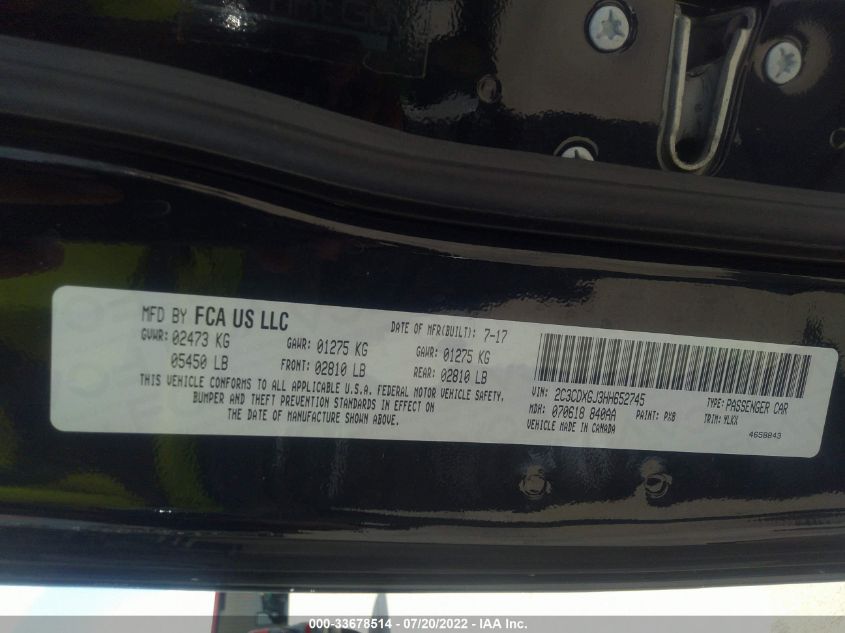 MFD BY FCA US LLC
DATE OF MFR(BUILT): 7-17
GVWR: 02473 KG
GAWR: 01275 KG
GAWR: 01275 KG
05450 LB
FRONT: 02810 LB
REAR: 02810 LB
THIS VEHICLE CONFORMS TO ALL APPLICABLE U.S.A. FEDERAL MOTOR VEHICLE SAFETY,
BUMPER AND THEFT PREVENTION STANDARDS IN EFFECT ON
THE DATE OF MANUFACTURE SHOWN ABOVE.
VIN: 2C3CDXGJ3HH652745
TYPE: PASSENGER CAR
MDH: 070618 840AA
PAINT: PX8
TRIM: YLXX
VEHICLE MADE IN CANADA
4658843
000-33678514 - 07/20/2022 - IAA Inc.